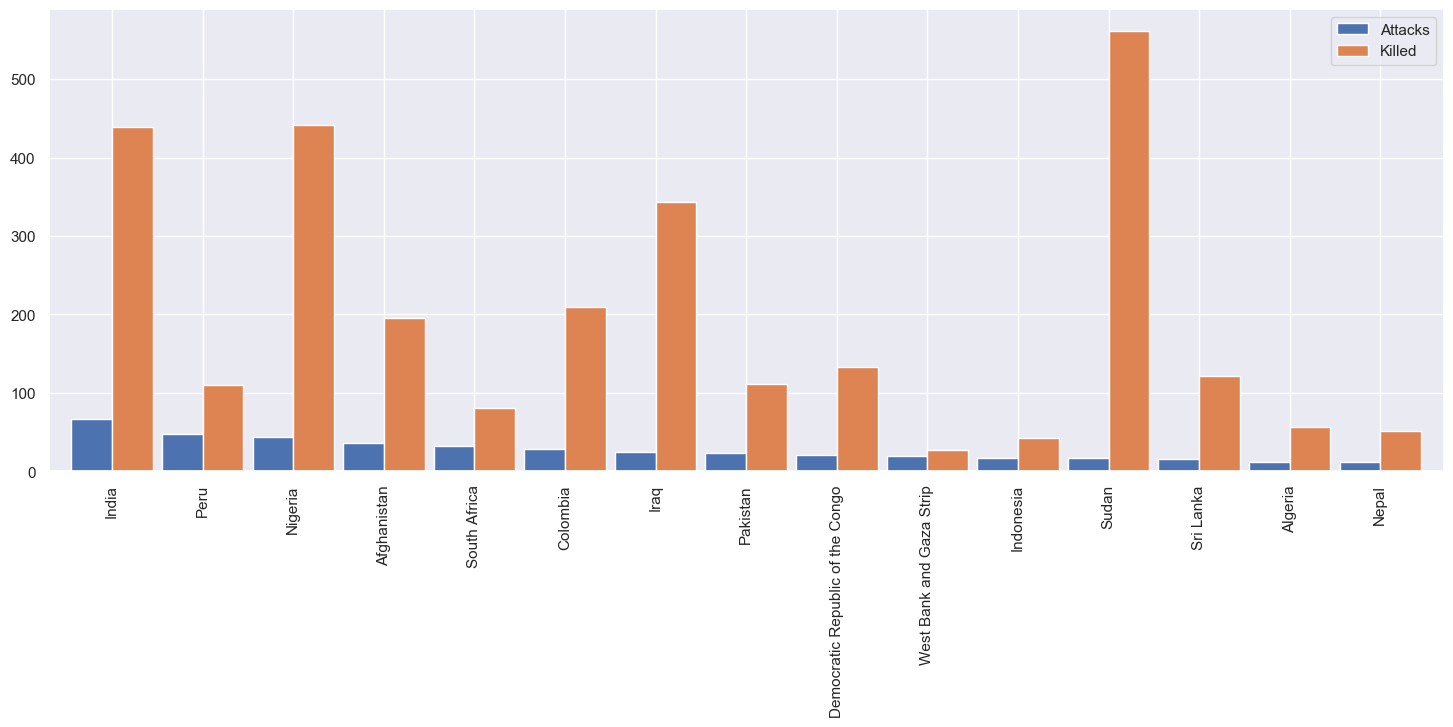 Attacks
Killed
500
400
300
200
100
0
India
Peru
Nigeria
Afghanistan
South Africa
Colombia
Iraq
Pakistan
Democratic Republic of the Congo
West Bank and Gaza Strip
Indonesia
Sudan
Sri Lanka
Algeria
Nepal